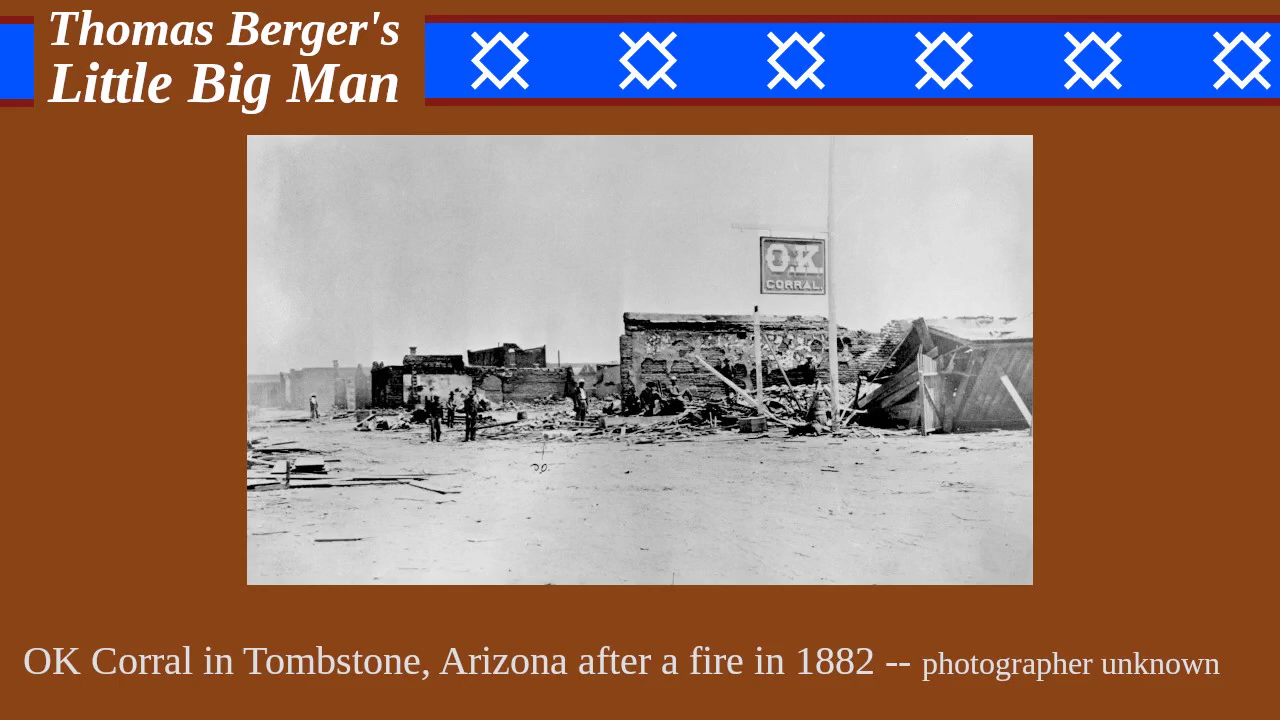 Thomas Berger's
Little Big Man
O.K.
CORRAL.
OK Corral in Tombstone, Arizona after a fire in 1882 -- photographer unknown